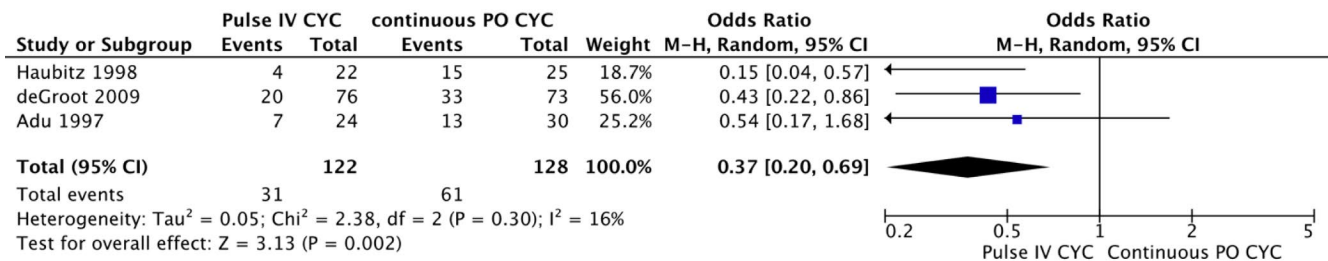 Pulse IV CYC continuous PO CYC Odds Ratio Odds Ratio
Study or Subgroup Events Total Events Total Weight M-H, Random, 95% CI M-H, Random, 95% CI
Haubitz 1998 4 22 15 25 18.7% 0.15 [0.04, 0.57]
deGroot 2009 20 76 33 73 56.0% 0.43 [0.22, 0.86]
Adu 1997 7 24 13 30 25.2% 0.54 [0.17, 1.68]
Total (95% CI) 122 128 100.0% 0.37 [0.20, 0.69]
Total events 31 61
Heterogeneity: Tau² = 0.05; Chi² = 2.38, df = 2 (P = 0.30); I² = 16%
Test for overall effect: Z = 3.13 (P = 0.002)
0.2 0.5 1 2 5
Pulse IV CYC Continuous PO CYC